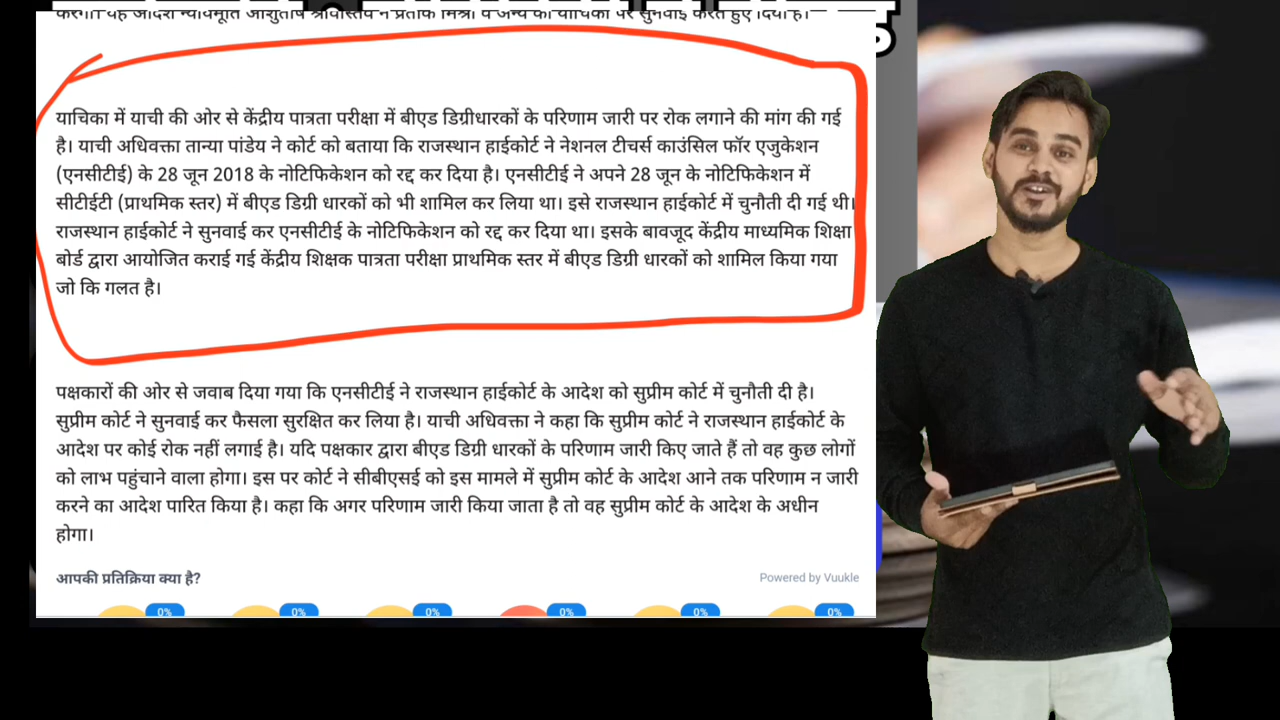 याचिका में याची की ओर से केंद्रीय पात्रता परीक्षा में बीएड डिग्रीधारकों के परिणाम जारी पर रोक लगाने की मांग की गई
है। याची अधिवक्ता तान्या पांडेय ने कोर्ट को बताया कि राजस्थान हाईकोर्ट ने नेशनल टीचर्स काउंसिल फॉर एजुकेशन
(एनसीटीई) के 28 जून 2018 के नोटिफिकेशन को रद्द कर दिया है। एनसीटीई ने अपने 28 जून के नोटिफिकेशन में
सीटीईटी (प्राथमिक स्तर) में बीएड डिग्री धारकों को भी शामिल कर लिया था। इसे राजस्थान हाईकोर्ट में चुनौती दी गई थी।
राजस्थान हाईकोर्ट ने सुनवाई कर एनसीटीई के नोटिफिकेशन को रद्द कर दिया था। इसके बावजूद केंद्रीय माध्यमिक शिक्षा
बोर्ड द्वारा आयोजित कराई गई केंद्रीय शिक्षक पात्रता परीक्षा प्राथमिक स्तर में बीएड डिग्री धारकों को शामिल किया गया
जो कि गलत है।
पक्षकारों की ओर से जवाब दिया गया कि एनसीटीई ने राजस्थान हाईकोर्ट के आदेश को सुप्रीम कोर्ट में चुनौती दी है।
सुप्रीम कोर्ट ने सुनवाई कर फैसला सुरक्षित कर लिया है। याची अधिवक्ता ने कहा कि सुप्रीम कोर्ट ने राजस्थान हाईकोर्ट के
आदेश पर कोई रोक नहीं लगाई है। यदि पक्षकार द्वारा बीएड डिग्री धारकों के परिणाम जारी किए जाते हैं तो वह कुछ लोगों
को लाभ पहुंचाने वाला होगा। इस पर कोर्ट ने सीबीएसई को इस मामले में सुप्रीम कोर्ट के आदेश आने तक परिणाम न जारी
करने का आदेश पारित किया है। कहा कि अगर परिणाम जारी किया जाता है तो वह सुप्रीम कोर्ट के आदेश के अधीन
होगा।
आपकी प्रतिक्रिया क्या है? Powered by Vuukle
0% 0% 0% 0% 0% 0%